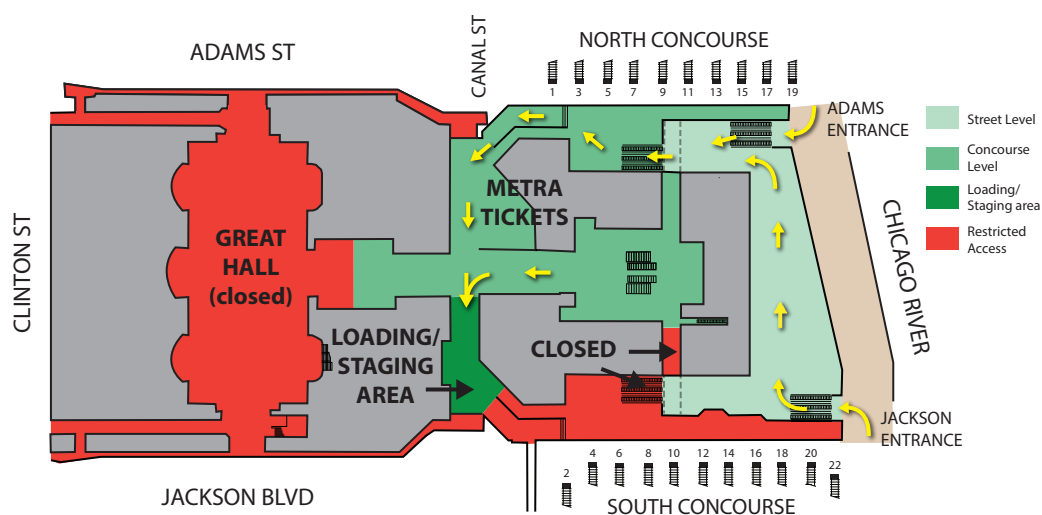 ADAMS ST
CANAL ST
NORTH CONCOURSE
1 3 5 7 9 11 13 15 17 19
ADAMS
ENTRANCE
Street Level
Concourse
Level
Loading/
Staging area
Restricted
Access
METRA
TICKETS
CLINTON ST
GREAT
HALL
(closed)
LOADING/
STAGING
AREA
CLOSED
CHICAGO RIVER
JACKSON
ENTRANCE
JACKSON BLVD
2 4 6 8 10 12 14 16 18 20 22
SOUTH CONCOURSE